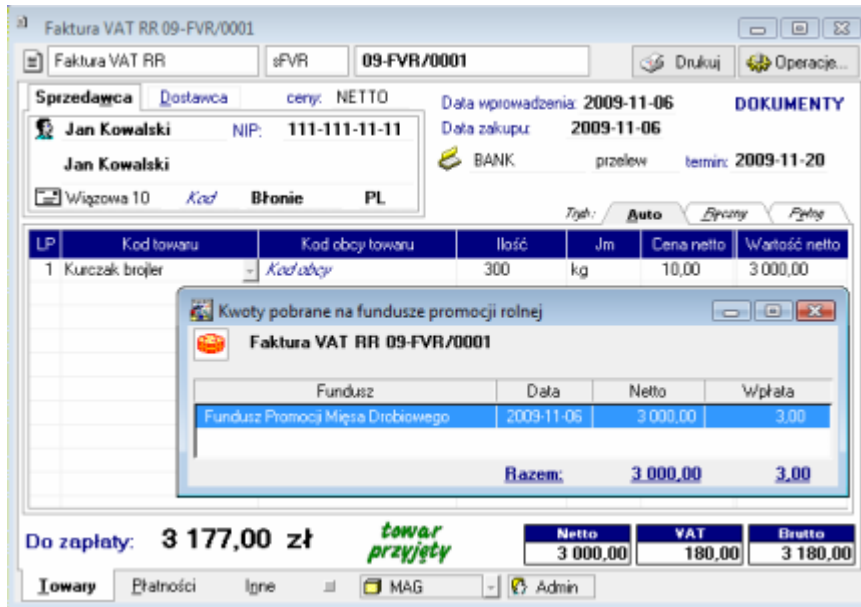 Faktura VAT RR 09-FVR/0001
Faktura VAT RR sFVR 09-FVR/0001 Drukuj Operacje...
Sprzedawca Dostawca ceny: NETTO Data wprowadzenia: 2009-11-06 DOKUMENTY
Jan Kowalski NIP: 111-111-11-11 Data zakupu: 2009-11-06
Jan Kowalski BANK przelew termin: 2009-11-20
Wiązowa 10 Kod Błonie PL
Tryb: Auto Ręczny Pełny
LP Kod towaru Kod obcy towaru Ilość Jm Cena netto Wartość netto
1 Kurczak brojler Kod obcy 300 kg 10,00 3 000,00
Kwoty pobrane na fundusze promocji rolnej
Faktura VAT RR 09-FVR/0001
Fundusz Data Netto Wpłata
Fundusz Promocji Mięsa Drobiowego 2009-11-06 3 000,00 3,00
Razem: 3 000,00 3,00
Do zapłaty: 3 177,00 zł towar przyjęty Netto VAT Brutto
3 000,00 180,00 3 180,00
Towary Płatności Inne MAG Admin